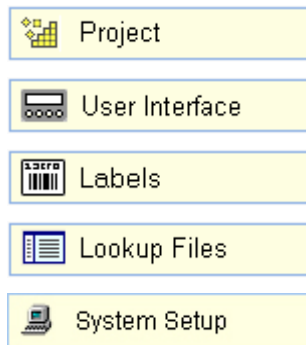 Project
User Interface
Labels
Lookup Files
System Setup